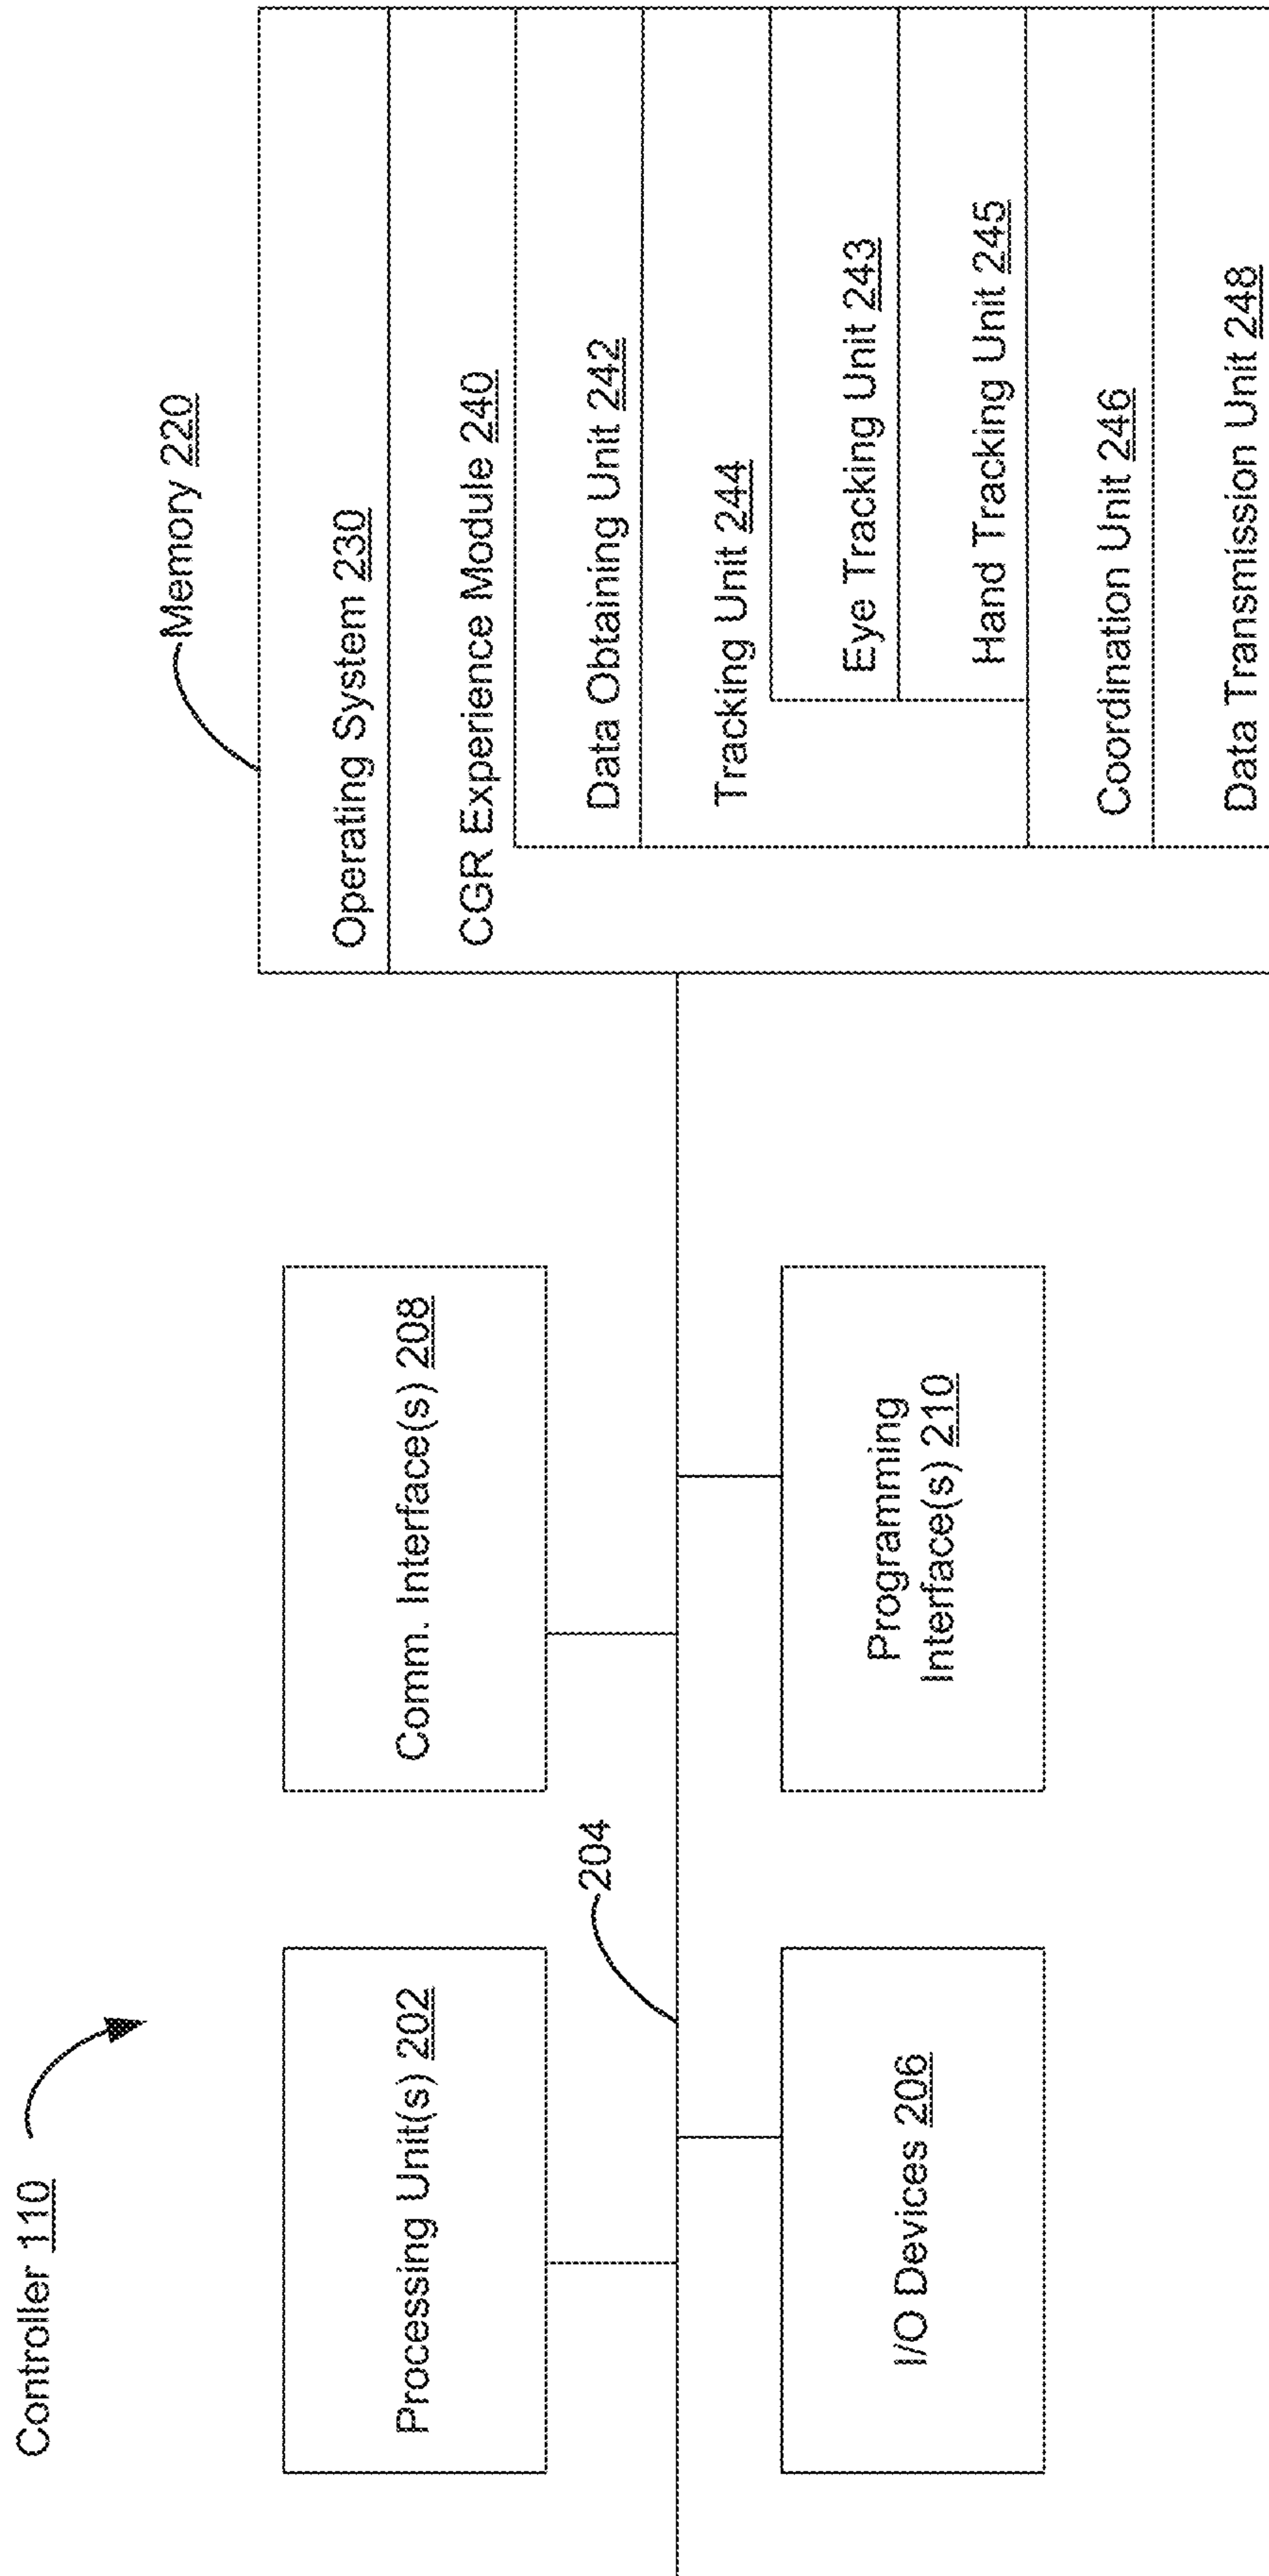 Controller 110
Processing Unit(s) 202
Comm. Interface(s) 208
204
I/O Devices 206
Programming
Interface(s) 210
Memory 220
Operating System 230
CGR Experience Module 240
Data Obtaining Unit 242
Tracking Unit 244
Eye Tracking Unit 243
Hand Tracking Unit 245
Coordination Unit 246
Data Transmission Unit 248